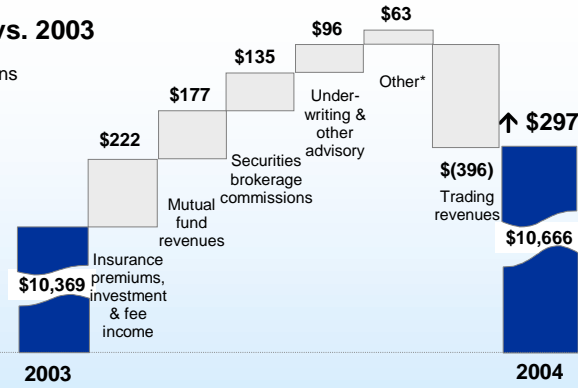 vs. 2003
ns
$63
$96
$135
$177
$222
Other*
Under-
writing &
other
advisory
↑ $297
Securities
brokerage
commissions
$(396)
Trading
revenues
Mutual
fund
revenues
$10,666
Insurance
premiums,
investment
& fee
income
$10,369
2003
2004